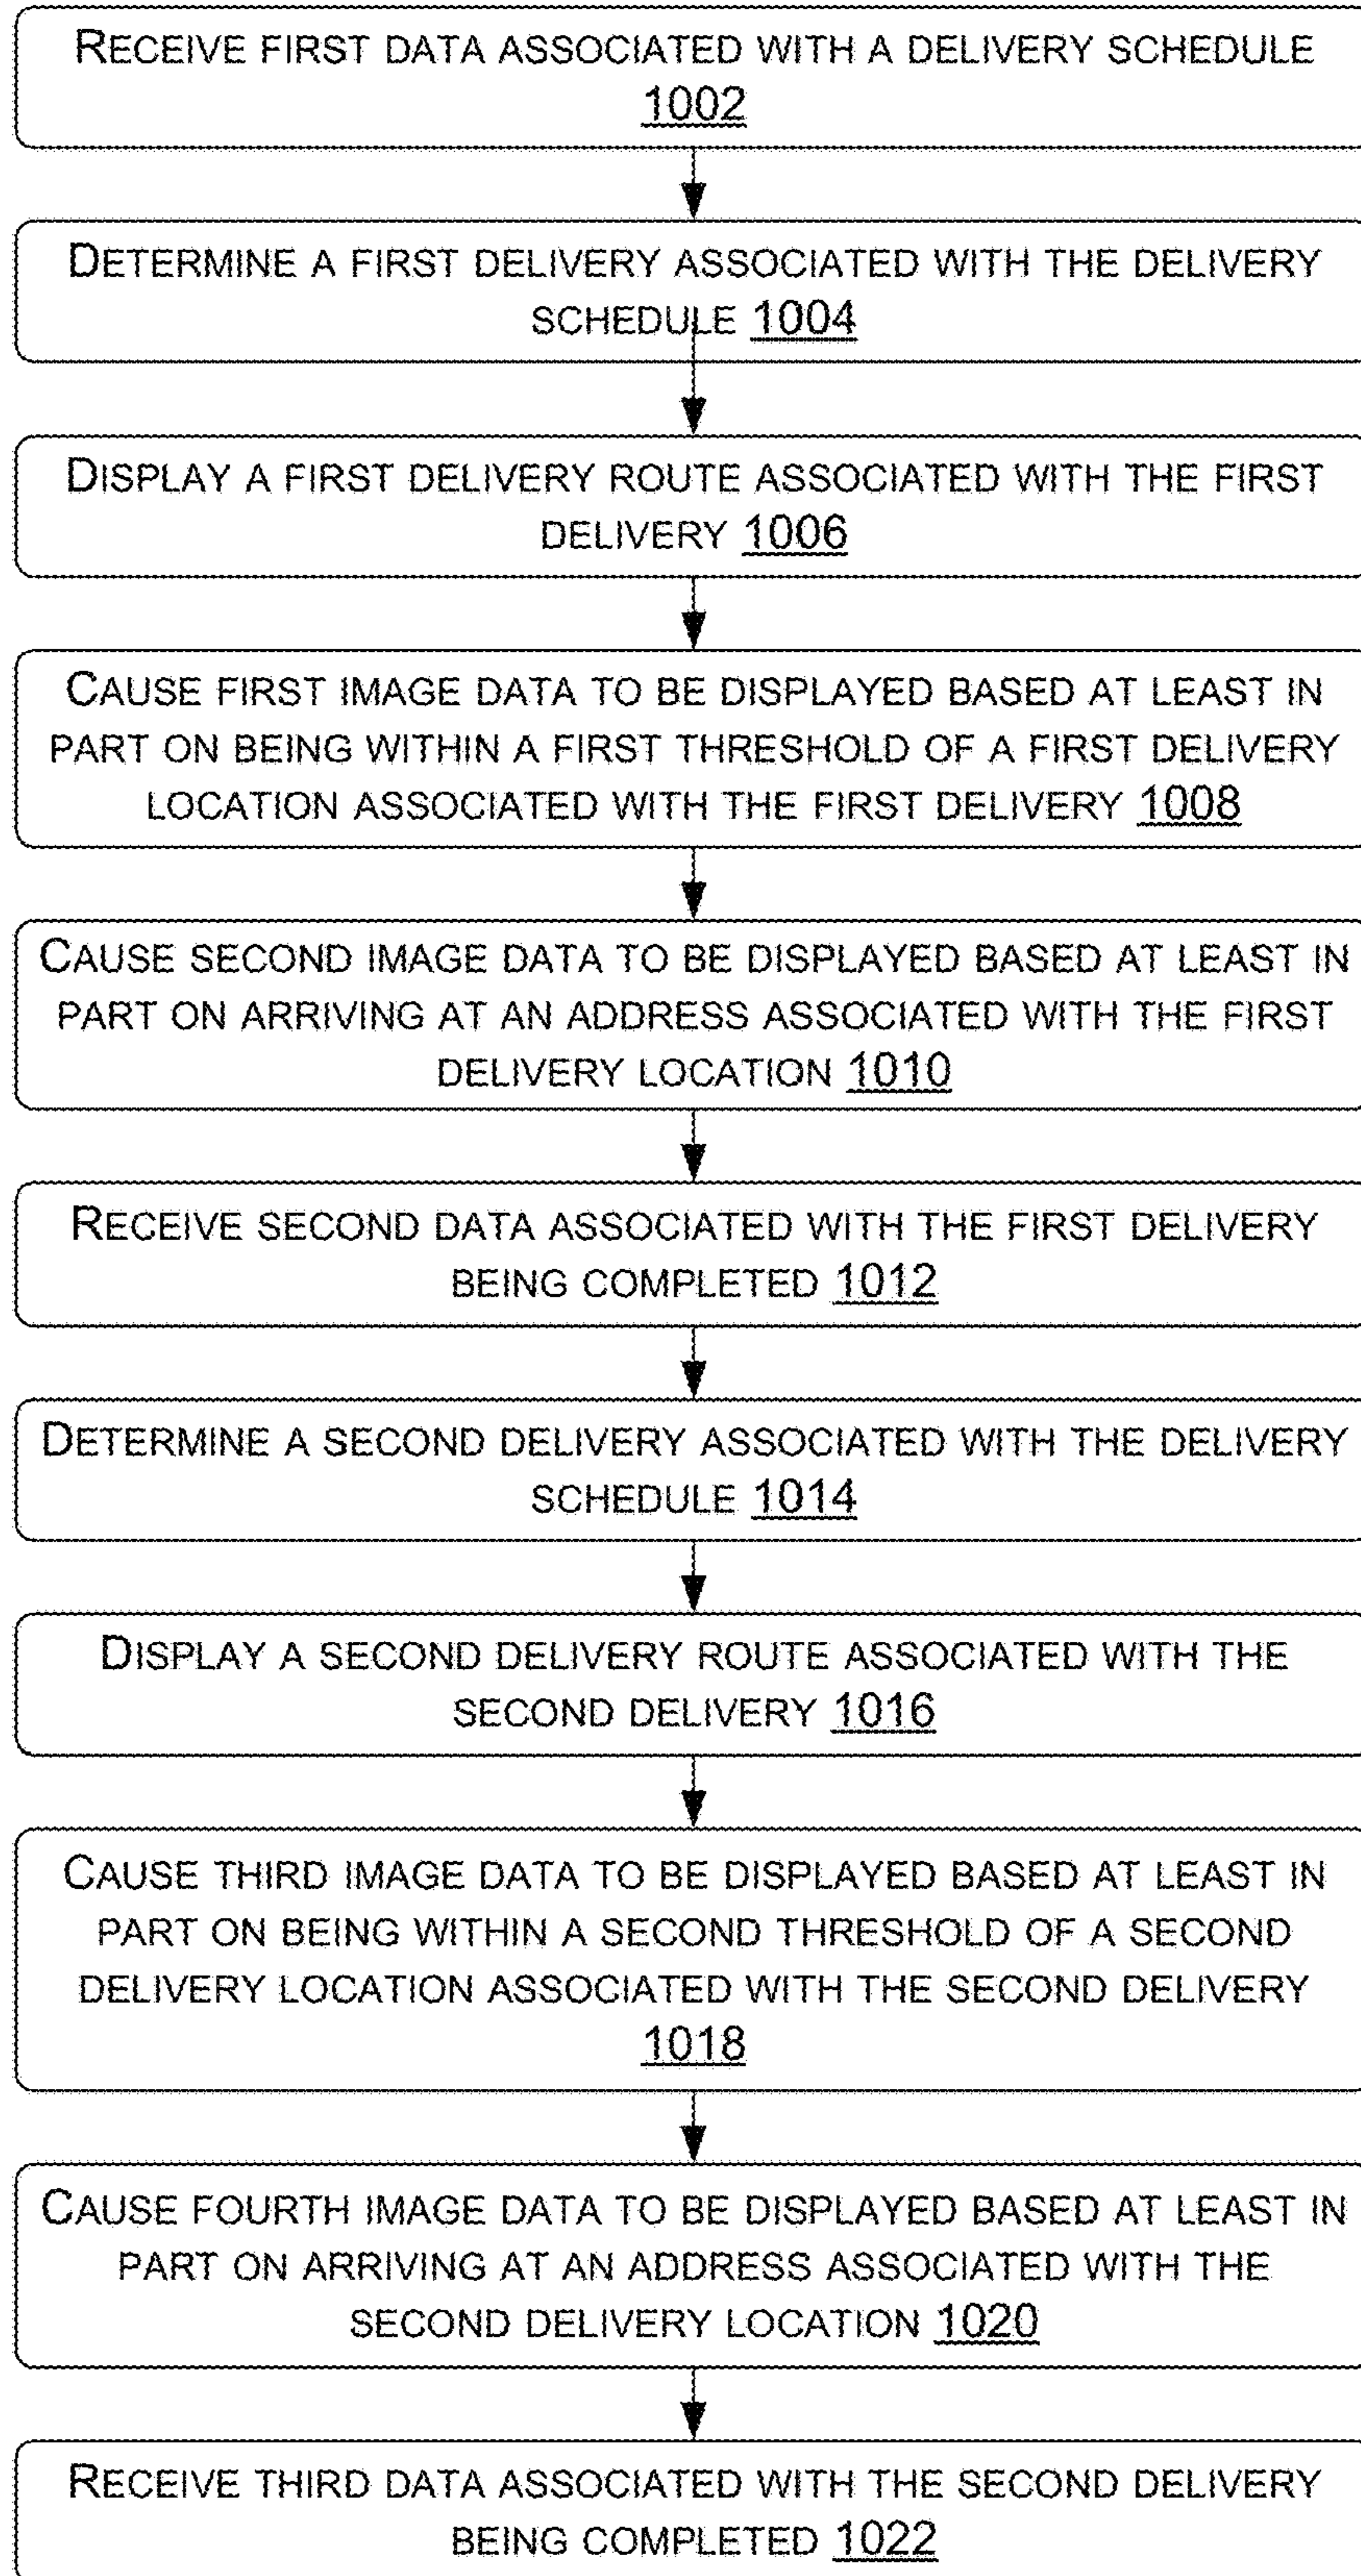 RECEIVE FIRST DATA ASSOCIATED WITH A DELIVERY SCHEDULE
1002
DETERMINE A FIRST DELIVERY ASSOCIATED WITH THE DELIVERY
SCHEDULE 1004
DISPLAY A FIRST DELIVERY ROUTE ASSOCIATED WITH THE FIRST
DELIVERY 1006
CAUSE FIRST IMAGE DATA TO BE DISPLAYED BASED AT LEAST IN
PART ON BEING WITHIN A FIRST THRESHOLD OF A FIRST DELIVERY
LOCATION ASSOCIATED WITH THE FIRST DELIVERY 1008
CAUSE SECOND IMAGE DATA TO BE DISPLAYED BASED AT LEAST IN
PART ON ARRIVING AT AN ADDRESS ASSOCIATED WITH THE FIRST
DELIVERY LOCATION 1010
RECEIVE SECOND DATA ASSOCIATED WITH THE FIRST DELIVERY
BEING COMPLETED 1012
DETERMINE A SECOND DELIVERY ASSOCIATED WITH THE DELIVERY
SCHEDULE 1014
DISPLAY A SECOND DELIVERY ROUTE ASSOCIATED WITH THE
SECOND DELIVERY 1016
CAUSE THIRD IMAGE DATA TO BE DISPLAYED BASED AT LEAST IN
PART ON BEING WITHIN A SECOND THRESHOLD OF A SECOND
DELIVERY LOCATION ASSOCIATED WITH THE SECOND DELIVERY
1018
CAUSE FOURTH IMAGE DATA TO BE DISPLAYED BASED AT LEAST IN
PART ON ARRIVING AT AN ADDRESS ASSOCIATED WITH THE
SECOND DELIVERY LOCATION 1020
RECEIVE THIRD DATA ASSOCIATED WITH THE SECOND DELIVERY
BEING COMPLETED 1022